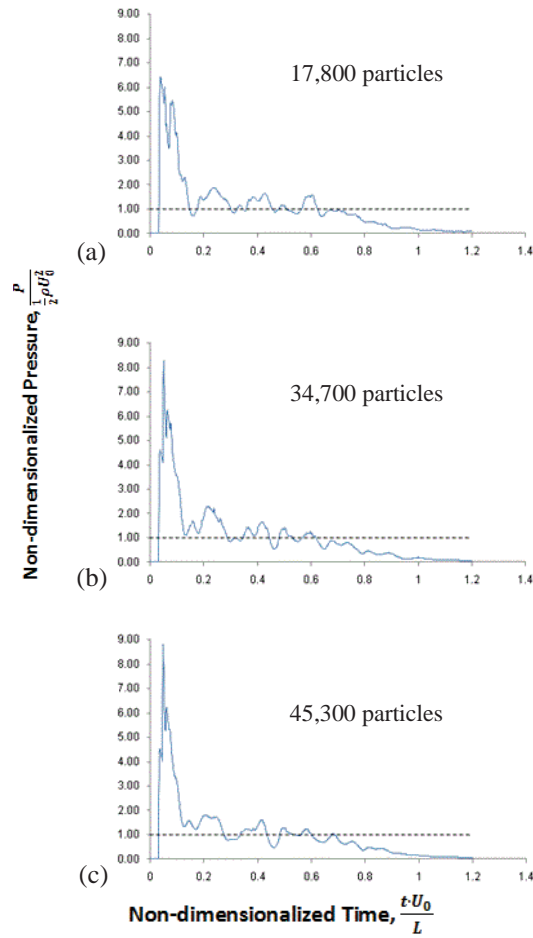 9.00
8.00
7.00
6.00
5.00
4.00
3.00
2.00
1.00
0.00
0 0.2 0.4 0.6 0.8 1 1.2 1.4
17,800 particles
(a)
Non-dimensionalized Pressure, P / ½ρU₀²
9.00
8.00
7.00
6.00
5.00
4.00
3.00
2.00
1.00
0.00
0 0.2 0.4 0.6 0.8 1 1.2 1.4
34,700 particles
(b)
9.00
8.00
7.00
6.00
5.00
4.00
3.00
2.00
1.00
0.00
0 0.2 0.4 0.6 0.8 1 1.2 1.4
45,300 particles
(c)
Non-dimensionalized Time, t·U₀ / L